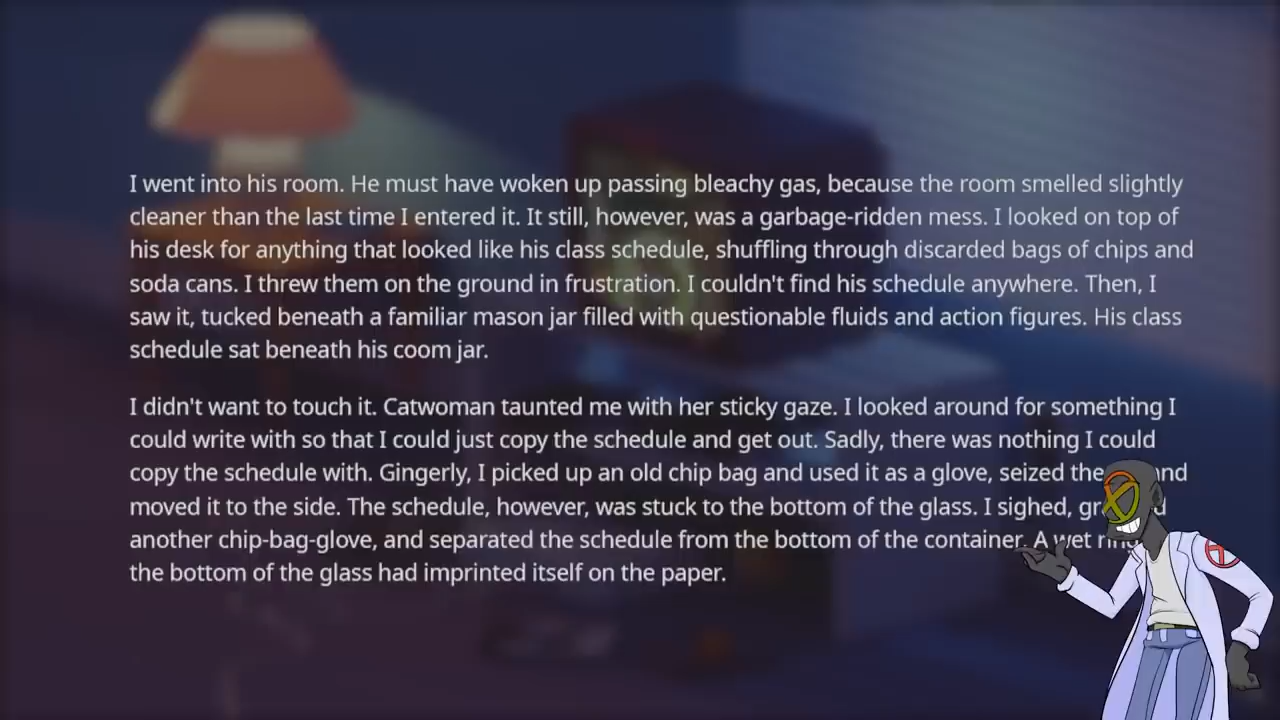 I went into his room. He must have woken up passing bleachy gas, because the room smelled slightly
cleaner than the last time I entered it. It still, however, was a garbage-ridden mess. I looked on top of
his desk for anything that looked like his class schedule, shuffling through discarded bags of chips and
soda cans. I threw them on the ground in frustration. I couldn't find his schedule anywhere. Then, I
saw it, tucked beneath a familiar mason jar filled with questionable fluids and action figures. His class
schedule sat beneath his coom jar.
I didn't want to touch it. Catwoman taunted me with her sticky gaze. I looked around for something I
could write with so that I could just copy the schedule and get out. Sadly, there was nothing I could
copy the schedule with. Gingerly, I picked up an old chip bag and used it as a glove, seized the and
moved it to the side. The schedule, however, was stuck to the bottom of the glass. I sighed,
another chip-bag-glove, and separated the schedule from the bottom of the container. A wet
the bottom of the glass had imprinted itself on the paper.